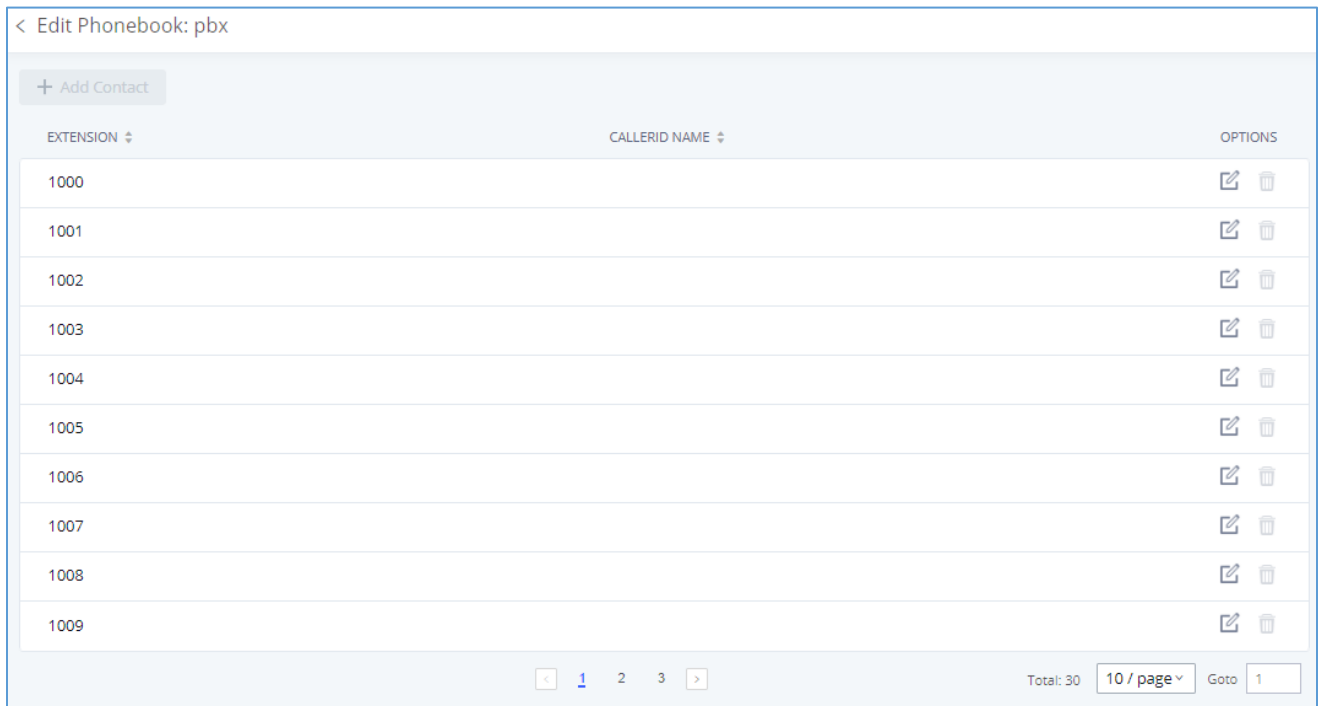 < Edit Phonebook: pbx
+ Add Contact
EXTENSION CALLERID NAME OPTIONS
1000
1001
1002
1003
1004
1005
1006
1007
1008
1009
< 1 2 3 > Total: 30 10 / page Goto 1